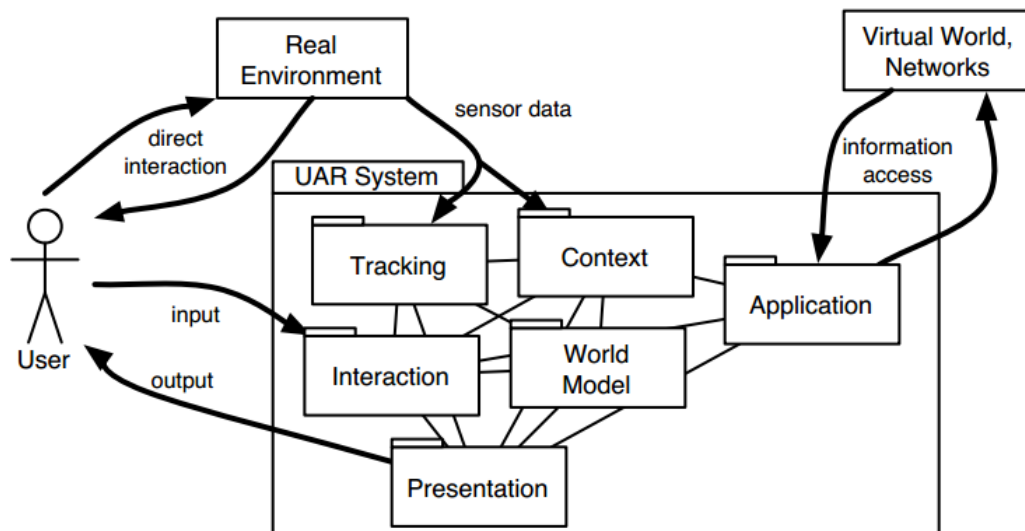 Real
Environment
Virtual World,
Networks
sensor data
direct
interaction
information
access
UAR System
Tracking
Context
Application
input
User
Interaction
World
Model
output
Presentation